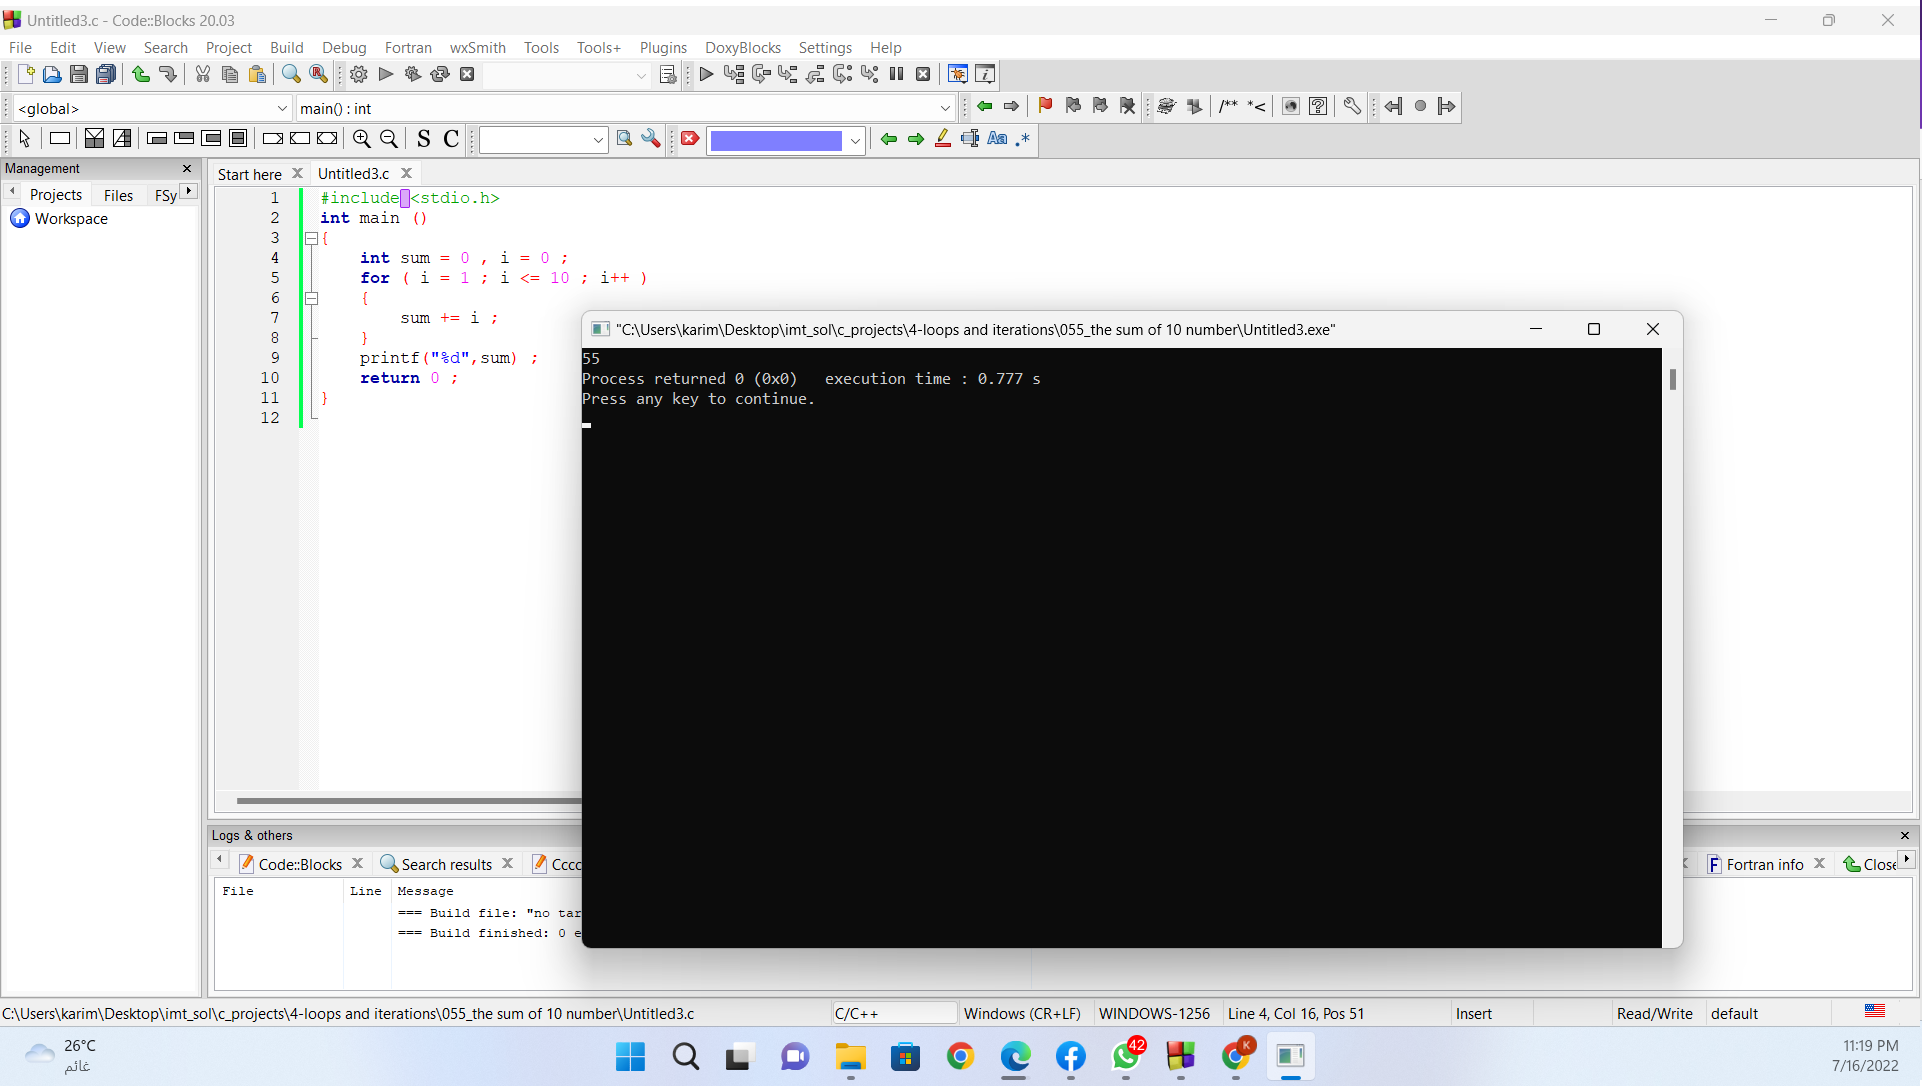 Untitled3.c - Code::Blocks 20.03
File Edit View Search Project Build Debug Fortran wxSmith Tools Tools+ Plugins DoxyBlocks Settings Help
<global> main() : int
/** *<
S C Aa .*
Management
Projects Files FSy
Workspace
Start here Untitled3.c
1 #include <stdio.h>
2 int main ()
3 {
4 int sum = 0 , i = 0 ;
5 for ( i = 1 ; i <= 10 ; i++ )
6 {
7 sum += i ;
8 }
9 printf("%d",sum) ;
10 return 0 ;
11 }
12
"C:\Users\karim\Desktop\imt_sol\c_projects\4-loops and iterations\055_the sum of 10 number\Untitled3.exe"
55
Process returned 0 (0x0)   execution time : 0.777 s
Press any key to continue.
Logs & others
Code::Blocks Search results Cccc Fortran info Close
File Line Message
=== Build file: "no tar
=== Build finished: 0 e
C:\Users\karim\Desktop\imt_sol\c_projects\4-loops and iterations\055_the sum of 10 number\Untitled3.c C/C++ Windows (CR+LF) WINDOWS-1256 Line 4, Col 16, Pos 51 Insert Read/Write default
26°C
غائم
42
K
11:19 PM
7/16/2022